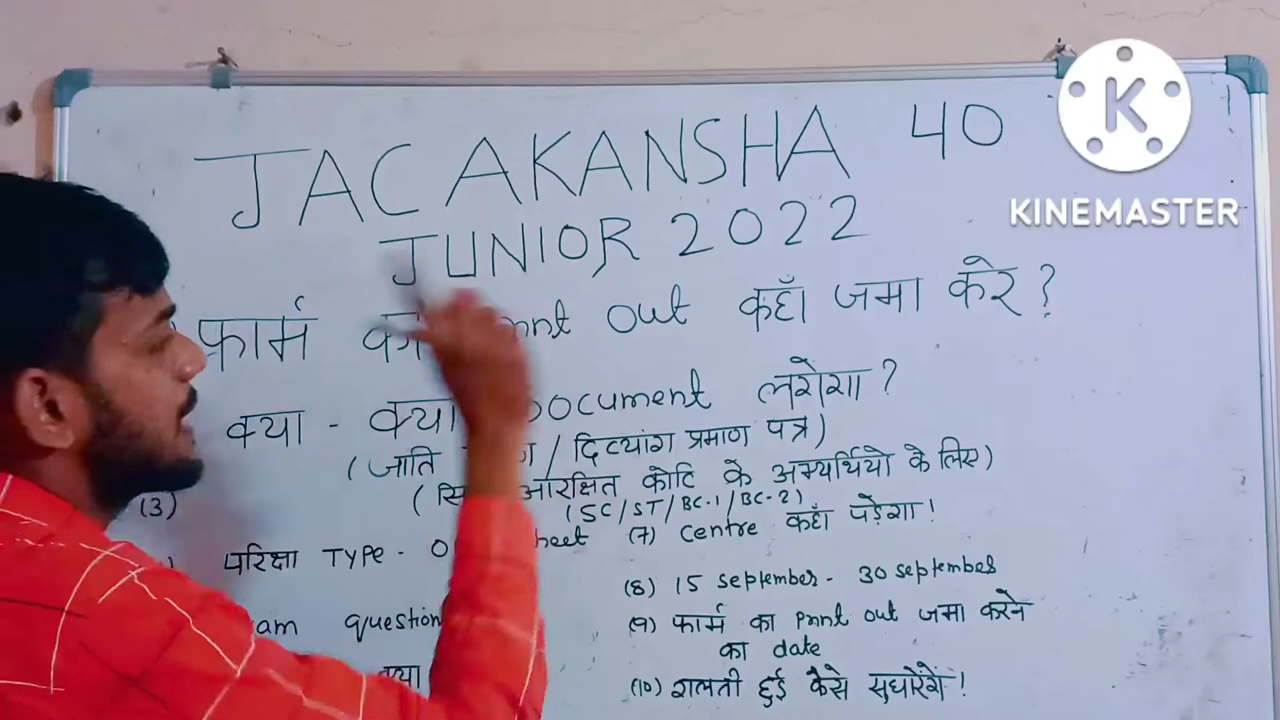 JAC AKANSHA 40
JUNIOR 2022
फार्म का out कहाँ जमा करे?
क्या - क्या Document लगेगा?
(जाति / दिव्यांग प्रमाण पत्र)
( आरक्षित कोटि के अभ्यर्थियो के लिए)
(SC/ST/BC-1/BC-2)
(3)
(7) Centre कहाँ पड़ेगा!
परिक्षा TYPE -
(8) 15 september - 30 september
question
(9) फार्म का Print out जमा करने
का date
क्या
(10) गलती हुई कैसे सुधारेंगे!
K
KINEMASTER